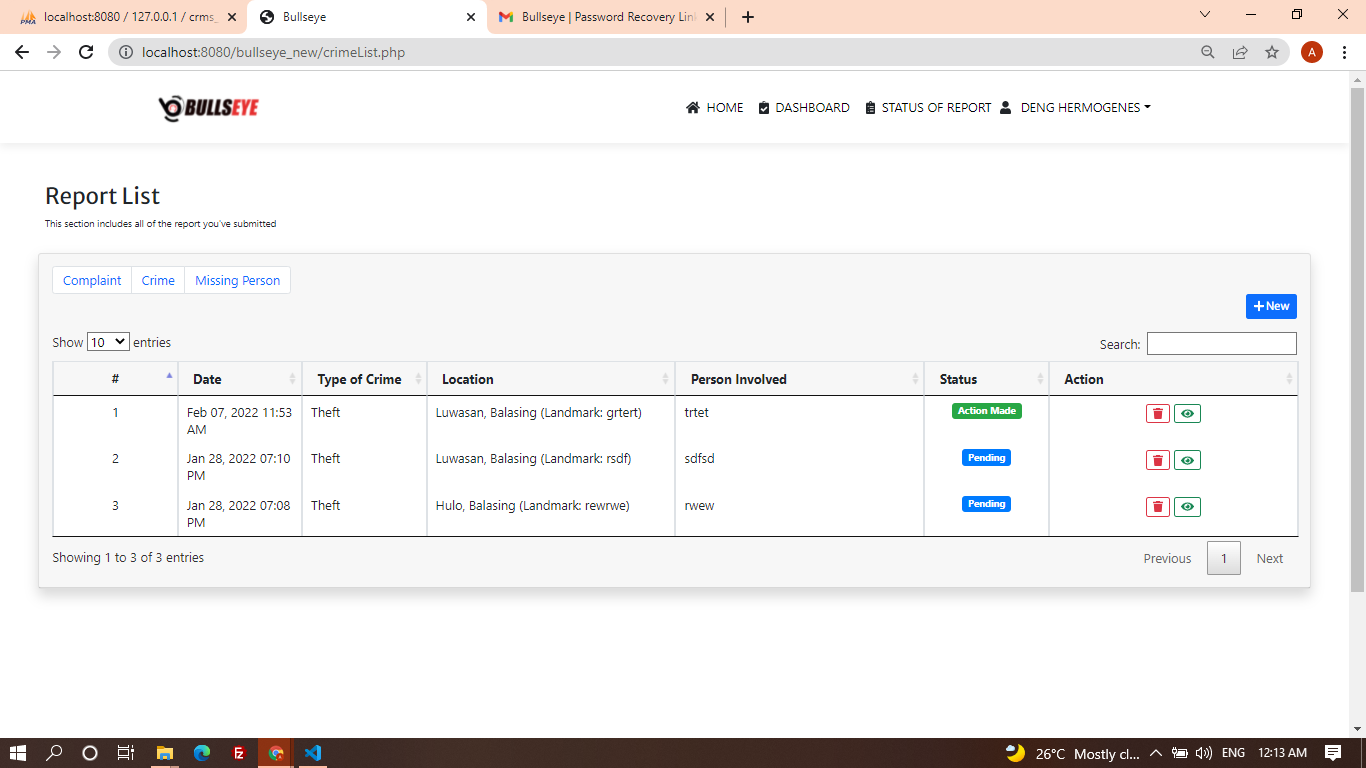 localhost:8080 / 127.0.0.1 / crms_
Bullseye
Bullseye | Password Recovery Lin
localhost:8080/bullseye_new/crimeList.php
A
BULLSEYE
HOME
DASHBOARD
STATUS OF REPORT
DENG HERMOGENES
Report List
This section includes all of the report you've submitted
Complaint
Crime
Missing Person
New
Show 10 entries
Search:
# Date Type of Crime Location Person Involved Status Action
1 Feb 07, 2022 11:53 Theft Luwasan, Balasing (Landmark: grtert) trtet Action Made
AM
2 Jan 28, 2022 07:10 Theft Luwasan, Balasing (Landmark: rsdf) sdfsd Pending
PM
3 Jan 28, 2022 07:08 Theft Hulo, Balasing (Landmark: rewrwe) rwew Pending
PM
Showing 1 to 3 of 3 entries
Previous 1 Next
26°C Mostly cl... ENG 12:13 AM